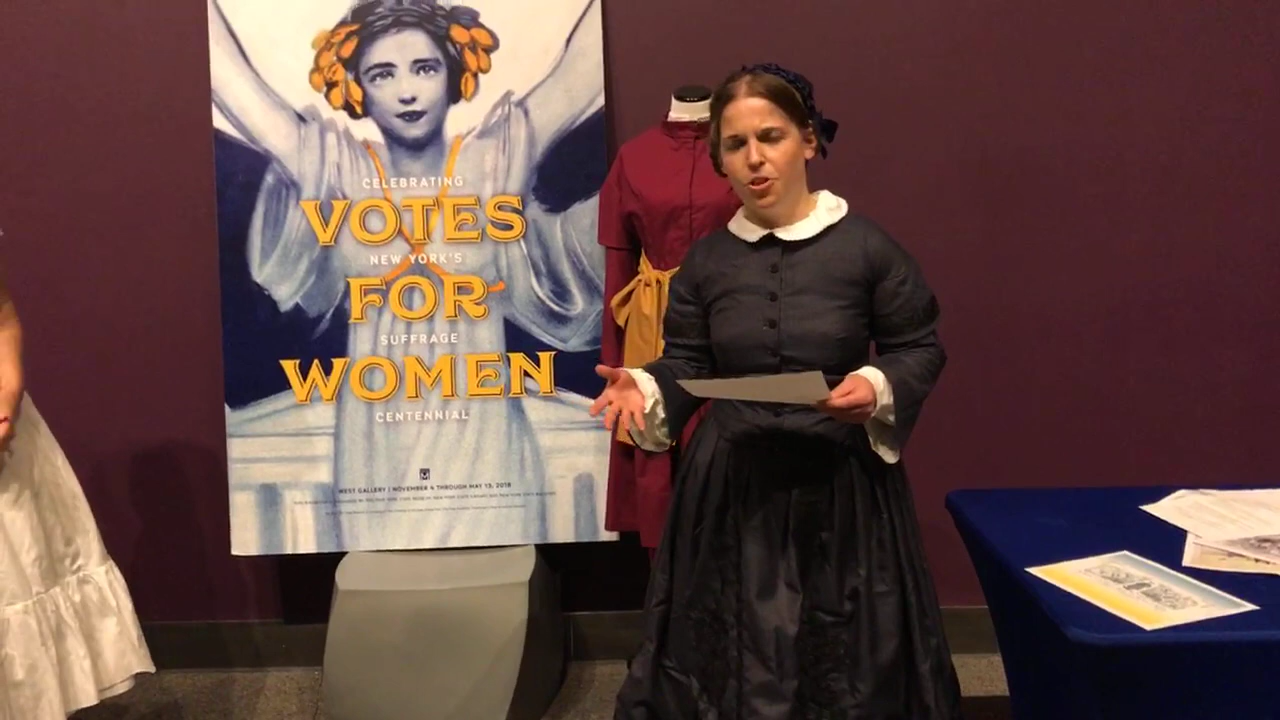 CELEBRATING
VOTES
NEW YORK'S
FOR
SUFFRAGE
WOMEN
CENTENNIAL
WEST GALLERY | NOVEMBER 4 THROUGH MAY 13, 2018